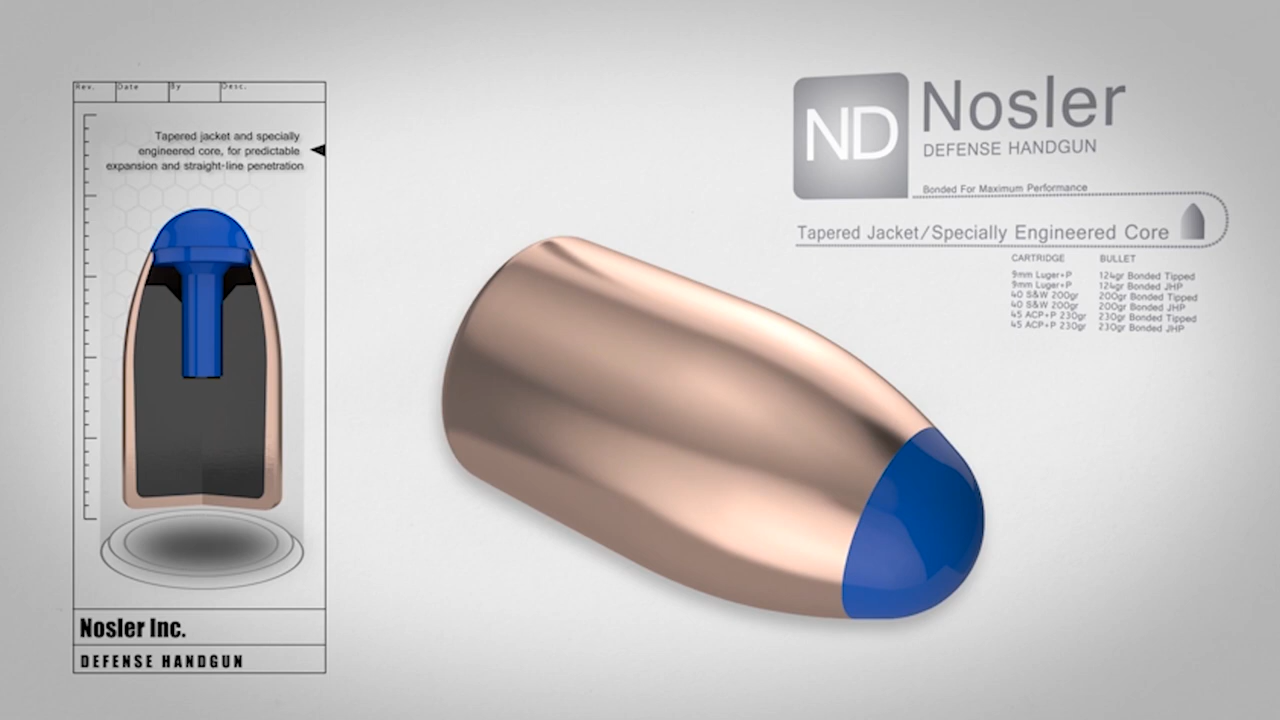 Rev. Date By Desc.
Tapered jacket and specially
engineered core, for predictable
expansion and straight-line penetration
Nosler Inc.
DEFENSE HANDGUN
ND Nosler
DEFENSE HANDGUN
Bonded For Maximum Performance
Tapered Jacket/Specially Engineered Core
CARTRIDGE BULLET
9mm Luger+P 124gr Bonded Tipped
9mm Luger+P 124gr Bonded JHP
40 S&W 200gr 200gr Bonded Tipped
40 S&W 200gr 200gr Bonded JHP
45 ACP+P 230gr 230gr Bonded Tipped
45 ACP+P 230gr 230gr Bonded JHP